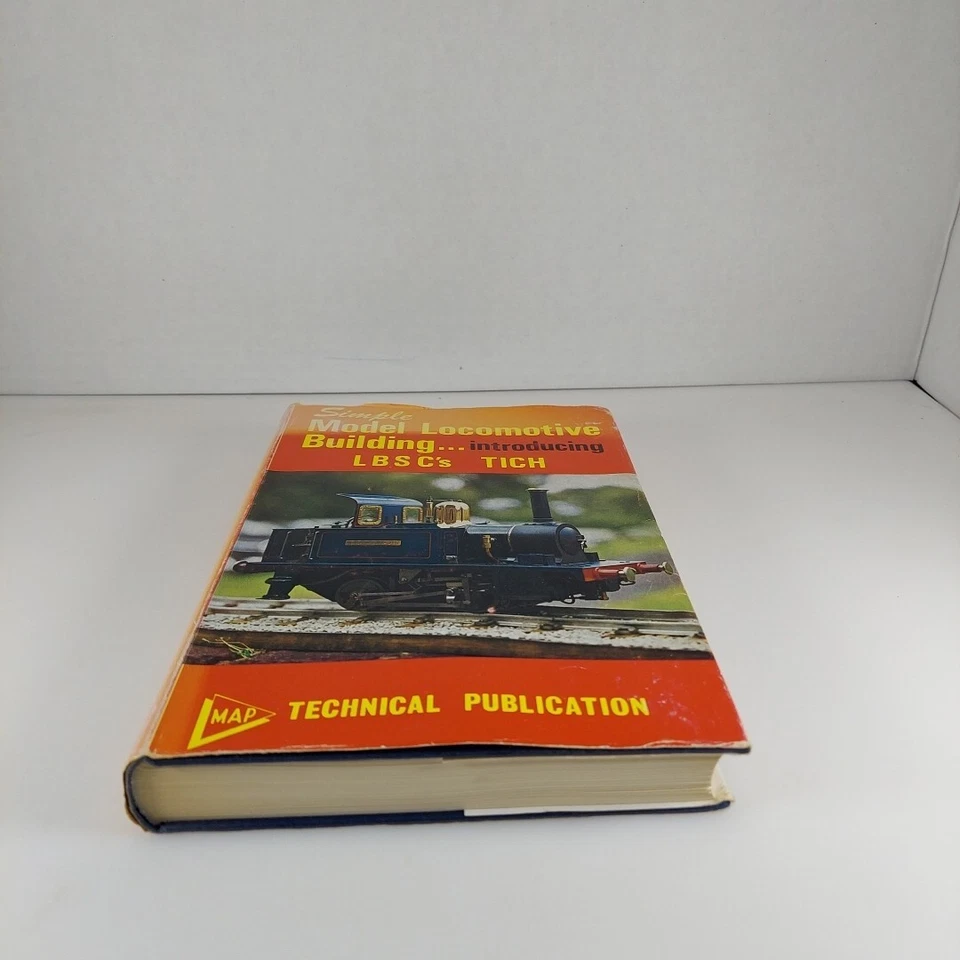 Simple
Model Locomotive
Building... introducing
LBSC's TICH
MAP
TECHNICAL PUBLICATION